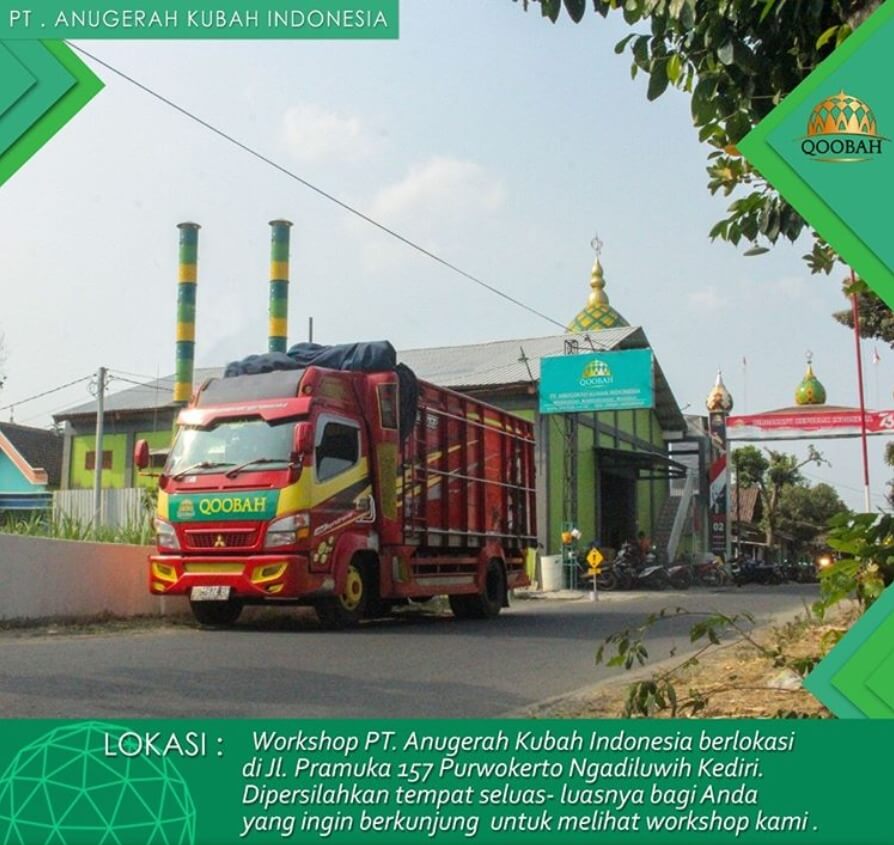 PT . ANUGERAH KUBAH INDONESIA
QOOBAH
QOOBAH
PT. ANUGERAH KUBAH INDONESIA
QOOBAH
02
LOKASI : Workshop PT. Anugerah Kubah Indonesia berlokasi
di Jl. Pramuka 157 Purwokerto Ngadiluwih Kediri.
Dipersilahkan tempat seluas- luasnya bagi Anda
yang ingin berkunjung untuk melihat workshop kami .